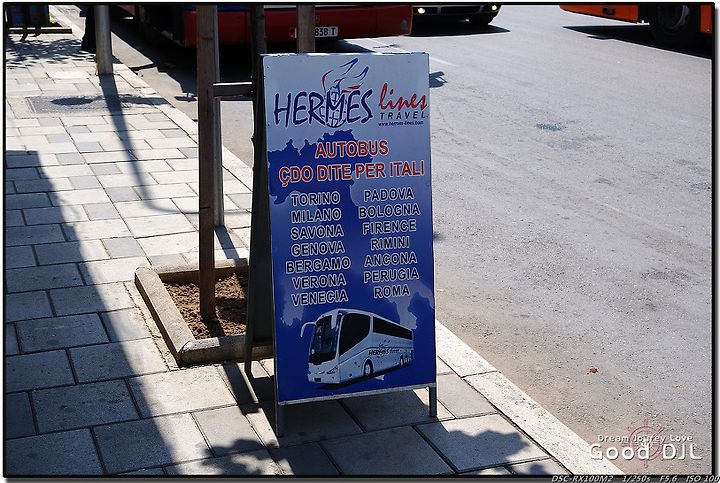 838 T
HERMES lines
TRAVEL
www.hermes-lines.com
AUTOBUS
ÇDO DITE PER ITALI
TORINO PADOVA
MILANO BOLOGNA
SAVONA FIRENCE
GENOVA RIMINI
BERGAMO ANCONA
VERONA PERUGIA
VENECIA ROMA
HERMES
Dream Jourey Love
Good DJL
DSC-RX100M2 1/250s F5.6 ISO 100